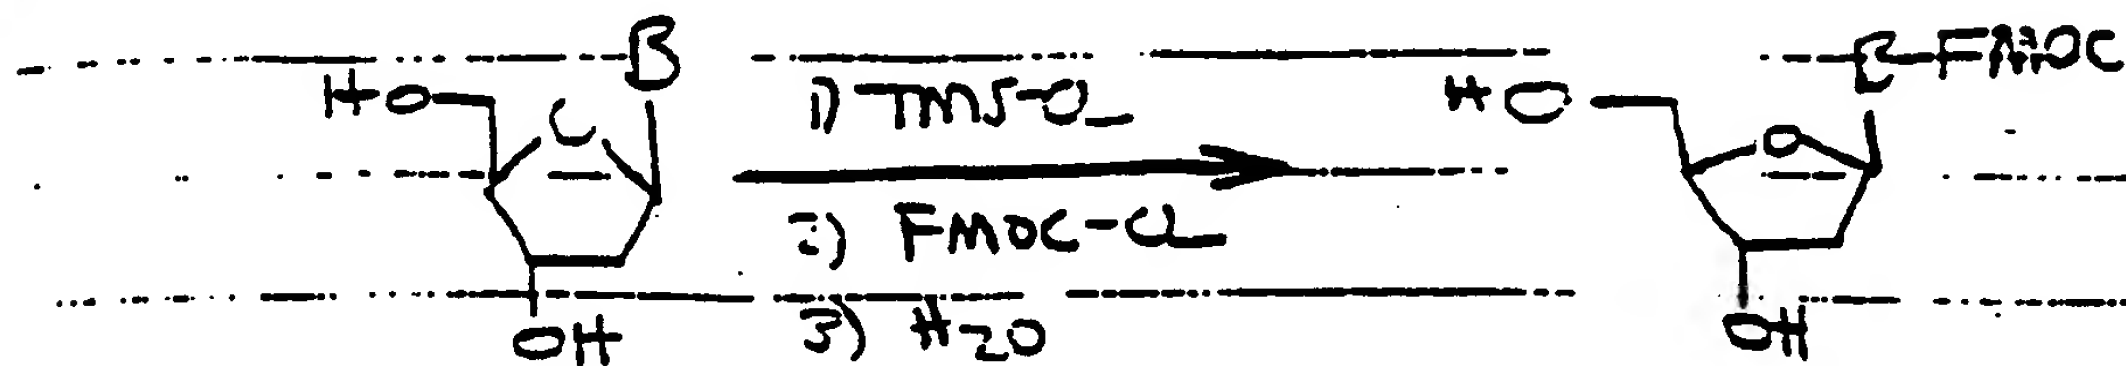 B
HO
O
OH
1) TMS-Cl
2) FMOC-Cl
3) H2O
B-FMOC
HO
O
OH